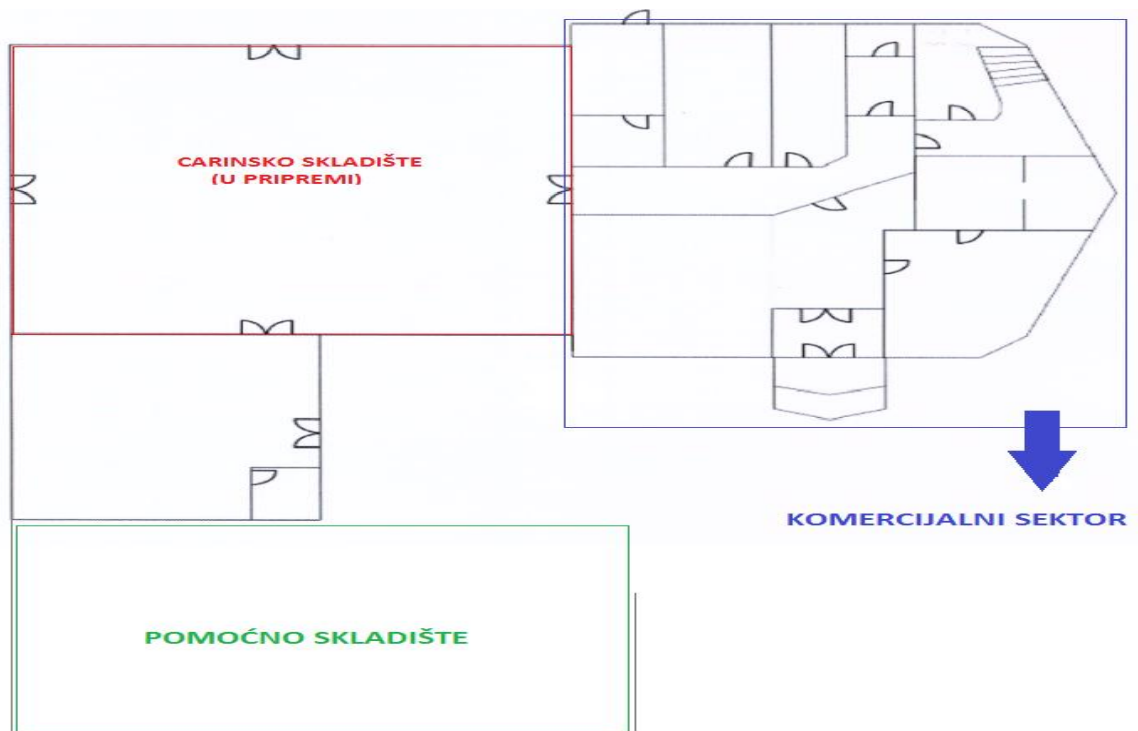 CARINSKO SKLADIŠTE
(U PRIPREMI)
KOMERCIJALNI SEKTOR
POMOĆNO SKLADIŠTE